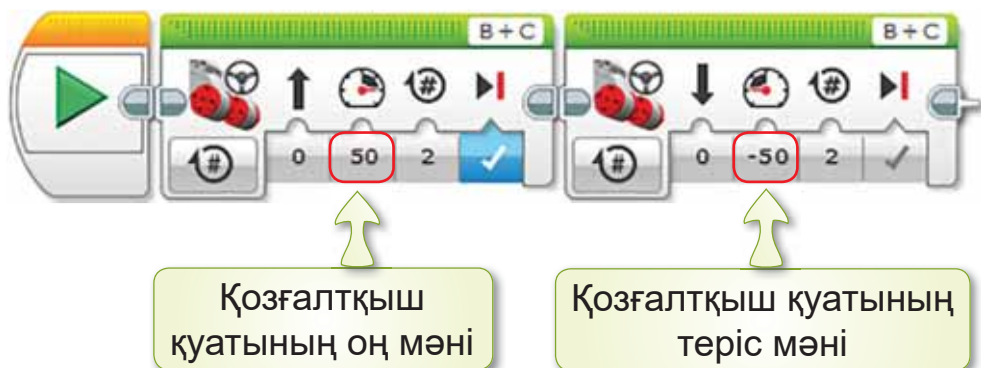 B+C
B+C
#
#
#
0
50
2
#
0
-50
2
Қозғалтқыш
қуатының оң мәні
Қозғалтқыш қуатының
теріс мәні